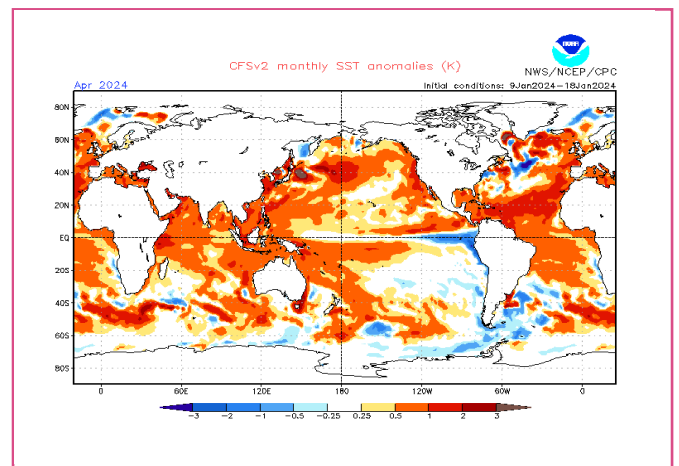 NOAA
CFSv2 monthly SST anomalies (K)
NWS/NCEP/CPC
Apr 2024
Initial conditions: 9Jan2024-18Jan2024
80N
60N
40N
20N
EQ
20S
40S
60S
80S
0 60E 120E 180 120W 60W 0
-3 -2 -1 -0.5 -0.25 0.25 0.5 1 2 3